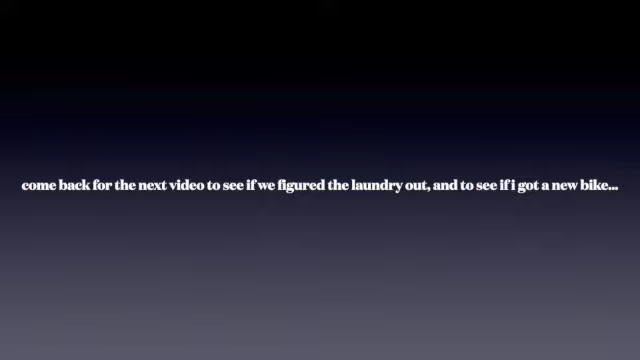 come back for the next video to see if we figured the laundry out, and to see if i got a new bike...